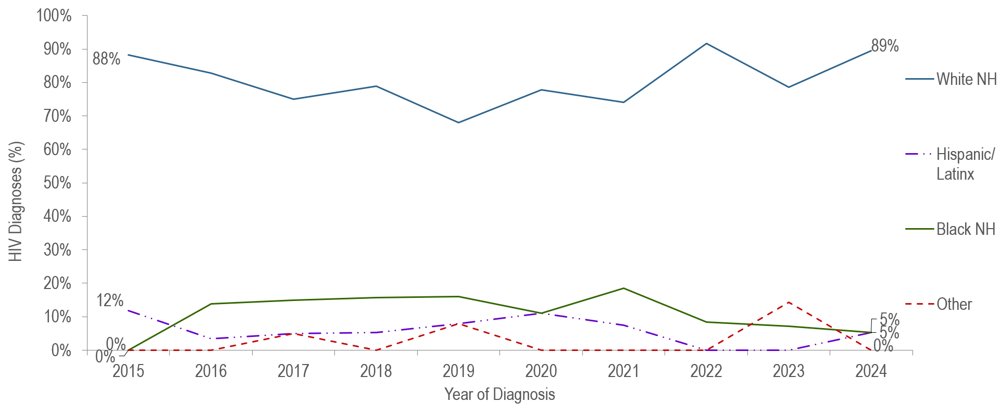 100%
90%
80%
70%
60%
50%
40%
30%
20%
10%
0%
HIV Diagnoses (%)
88%
12%
0%
0%
89%
5%
5%
0%
2015 2016 2017 2018 2019 2020 2021 2022 2023 2024
Year of Diagnosis
White NH
Hispanic/
Latinx
Black NH
Other